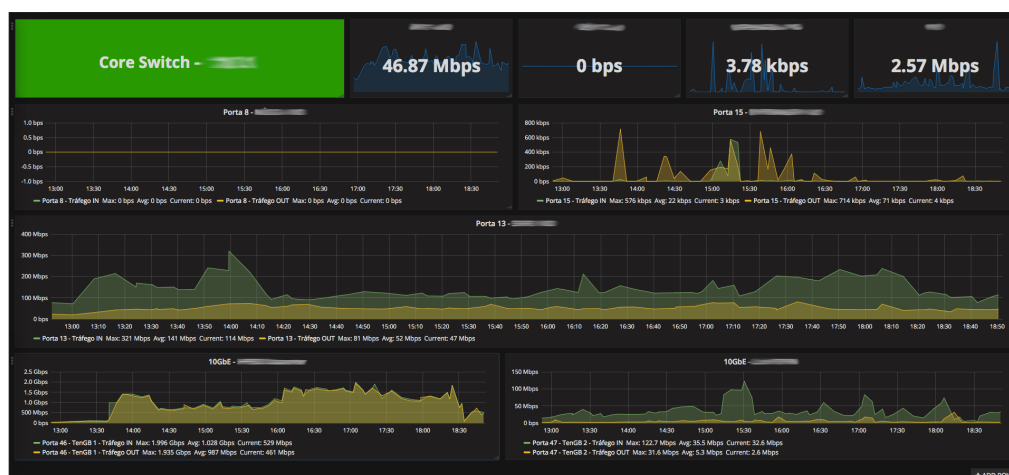 Core Switch -
46.87 Mbps
0 bps
3.78 kbps
2.57 Mbps
Porta 8 -
1.0 bps
0.5 bps
0 bps
-0.5 bps
-1.0 bps
13:00 13:30 14:00 14:30 15:00 15:30 16:00 16:30 17:00 17:30 18:00 18:30
Porta 8 - Tráfego IN Max: 0 bps Avg: 0 bps Current: 0 bps Porta 8 - Tráfego OUT Max: 0 bps Avg: 0 bps Current: 0 bps
Porta 15 -
800 kbps
600 kbps
400 kbps
200 kbps
0 bps
13:00 13:30 14:00 14:30 15:00 15:30 16:00 16:30 17:00 17:30 18:00 18:30
Porta 15 - Tráfego IN Max: 576 kbps Avg: 22 kbps Current: 3 kbps Porta 15 - Tráfego OUT Max: 714 kbps Avg: 71 kbps Current: 4 kbps
Porta 13 -
400 Mbps
300 Mbps
200 Mbps
100 Mbps
0 bps
13:00 13:10 13:20 13:30 13:40 13:50 14:00 14:10 14:20 14:30 14:40 14:50 15:00 15:10 15:20 15:30 15:40 15:50 16:00 16:10 16:20 16:30 16:40 16:50 17:00 17:10 17:20 17:30 17:40 17:50 18:00 18:10 18:20 18:30 18:40 18:50
Porta 13 - Tráfego IN Max: 321 Mbps Avg: 141 Mbps Current: 114 Mbps Porta 13 - Tráfego OUT Max: 81 Mbps Avg: 52 Mbps Current: 47 Mbps
10GbE -
2.5 Gbps
2.0 Gbps
1.5 Gbps
1.0 Gbps
500 Mbps
0 bps
13:00 13:30 14:00 14:30 15:00 15:30 16:00 16:30 17:00 17:30 18:00 18:30
Porta 46 - TenGB 1 - Tráfego IN Max: 1.996 Gbps Avg: 1.028 Gbps Current: 529 Mbps
Porta 46 - TenGB 1 - Tráfego OUT Max: 1.935 Gbps Avg: 987 Mbps Current: 461 Mbps
10GbE -
150 Mbps
100 Mbps
50 Mbps
0 bps
13:00 13:30 14:00 14:30 15:00 15:30 16:00 16:30 17:00 17:30 18:00 18:30
Porta 47 - TenGB 2 - Tráfego IN Max: 122.7 Mbps Avg: 35.5 Mbps Current: 32.6 Mbps
Porta 47 - TenGB 2 - Tráfego OUT Max: 31.6 Mbps Avg: 5.3 Mbps Current: 2.6 Mbps